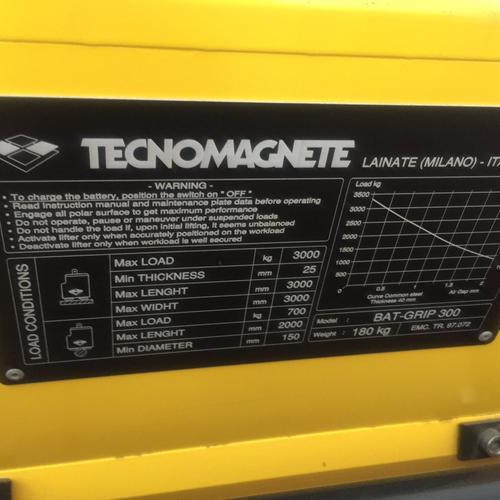 TECNOMAGNETE LAINATE (MILANO) - ITA
- WARNING -
• To charge the battery, position the switch on "OFF"
• Read instruction manual and maintenance plate data before operating
• Engage all polar surface to get maximum performance
• Do not operate, pause or maneuver under suspended loads
• Do not handle the load if, upon initial lifting, it seems unbalanced
• Activate lifter only when accurately positioned on the workload
• Deactivate lifter only when workload is well secured
LOAD CONDITIONS
Max LOAD kg 3000
Min THICKNESS mm 25
Max LENGHT mm 3000
Max WIDHT mm 3000
Max LOAD kg 700
Max LENGHT mm 2000
Min DIAMETER mm 150
Load kg
3500
3000
2500
2000
1500
1000
500
0
0.5 1 1.5 2
Curve Common steel Air Gap mm
Thickness 40 mm
Model : BAT-GRIP 300
Weight : 180 kg EMC. TR. 97.072